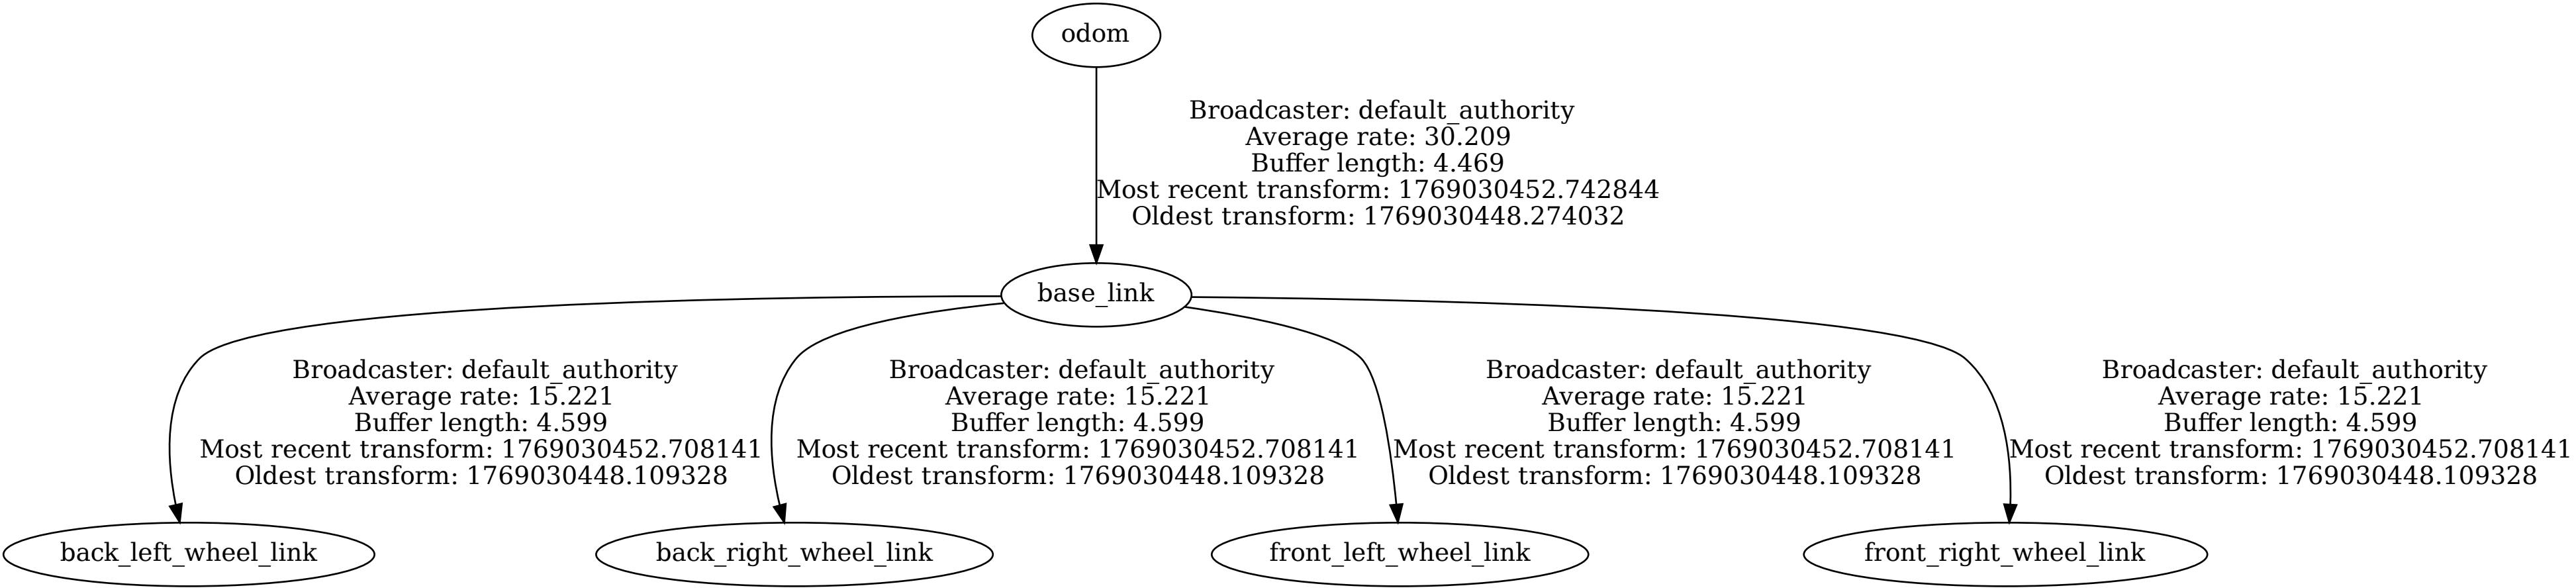 odom
Broadcaster: default_authority
Average rate: 30.209
Buffer length: 4.469
Most recent transform: 1769030452.742844
Oldest transform: 1769030448.274032
base_link
Broadcaster: default_authority
Average rate: 15.221
Buffer length: 4.599
Most recent transform: 1769030452.708141
Oldest transform: 1769030448.109328
Broadcaster: default_authority
Average rate: 15.221
Buffer length: 4.599
Most recent transform: 1769030452.708141
Oldest transform: 1769030448.109328
Broadcaster: default_authority
Average rate: 15.221
Buffer length: 4.599
Most recent transform: 1769030452.708141
Oldest transform: 1769030448.109328
Broadcaster: default_authority
Average rate: 15.221
Buffer length: 4.599
Most recent transform: 1769030452.708141
Oldest transform: 1769030448.109328
back_left_wheel_link
back_right_wheel_link
front_left_wheel_link
front_right_wheel_link